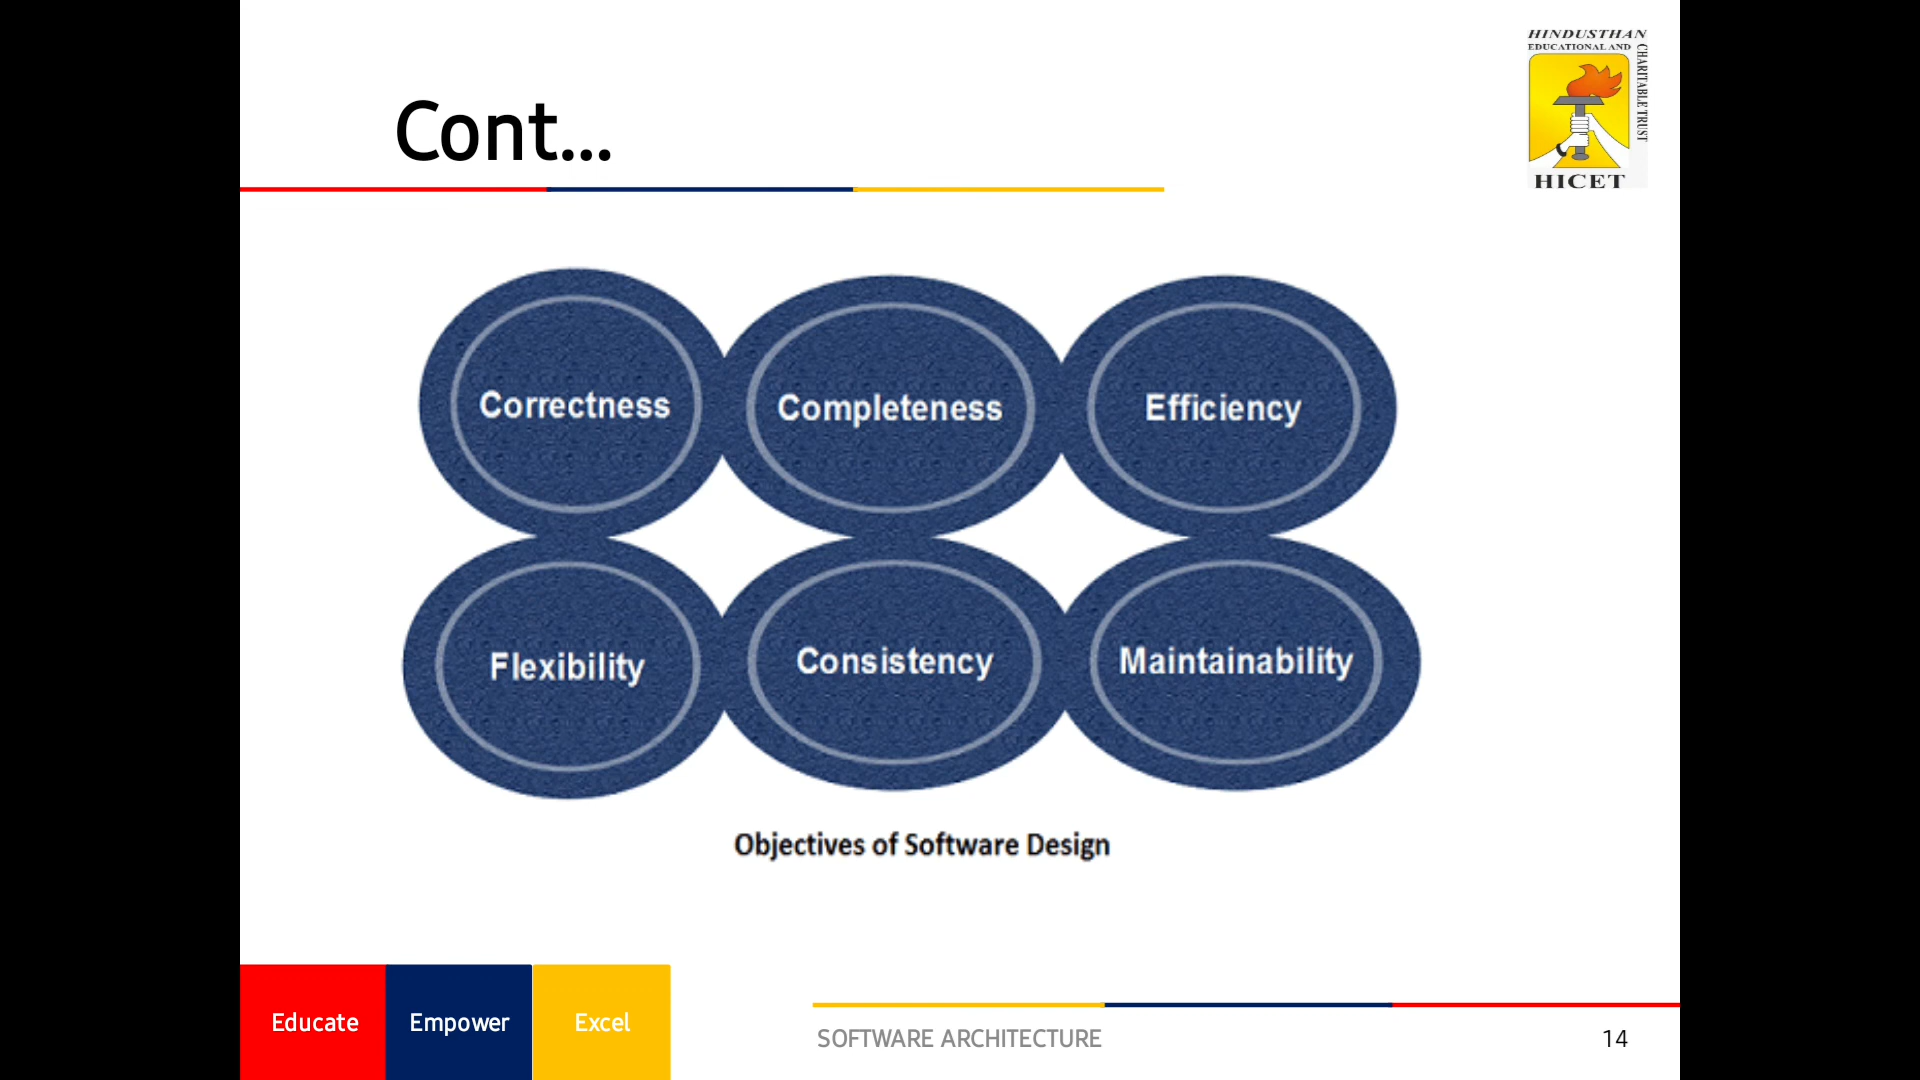 HINDUSTHAN
EDUCATIONAL AND
CHARITABLE TRUST
HICET
Cont...
Correctness
Completeness
Efficiency
Flexibility
Consistency
Maintainability
Objectives of Software Design
Educate
Empower
Excel
SOFTWARE ARCHITECTURE
14